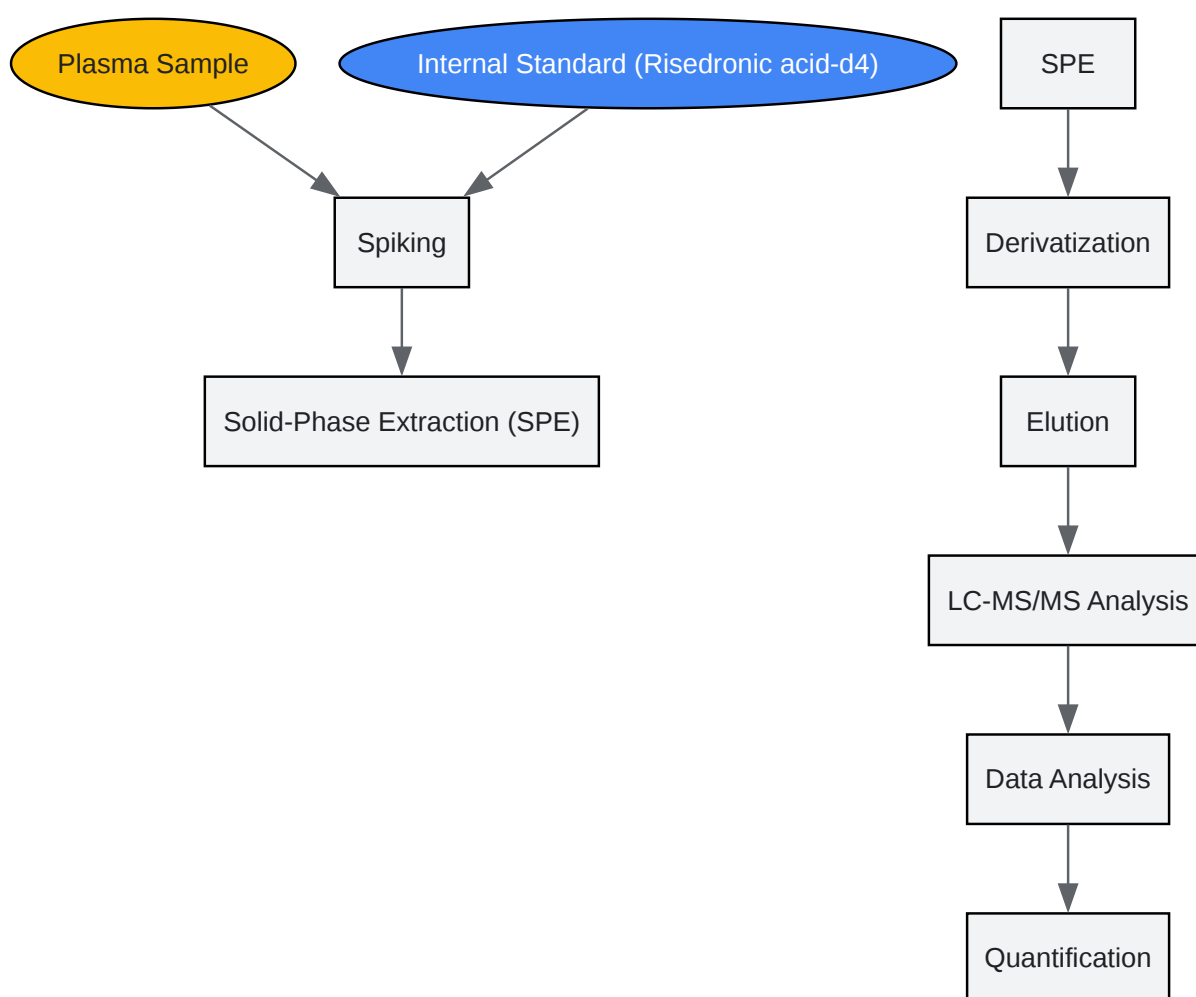 Plasma Sample
Internal Standard (Risedronic acid-d4)
SPE
Spiking
Derivatization
Solid-Phase Extraction (SPE)
Elution
LC-MS/MS Analysis
Data Analysis
Quantification